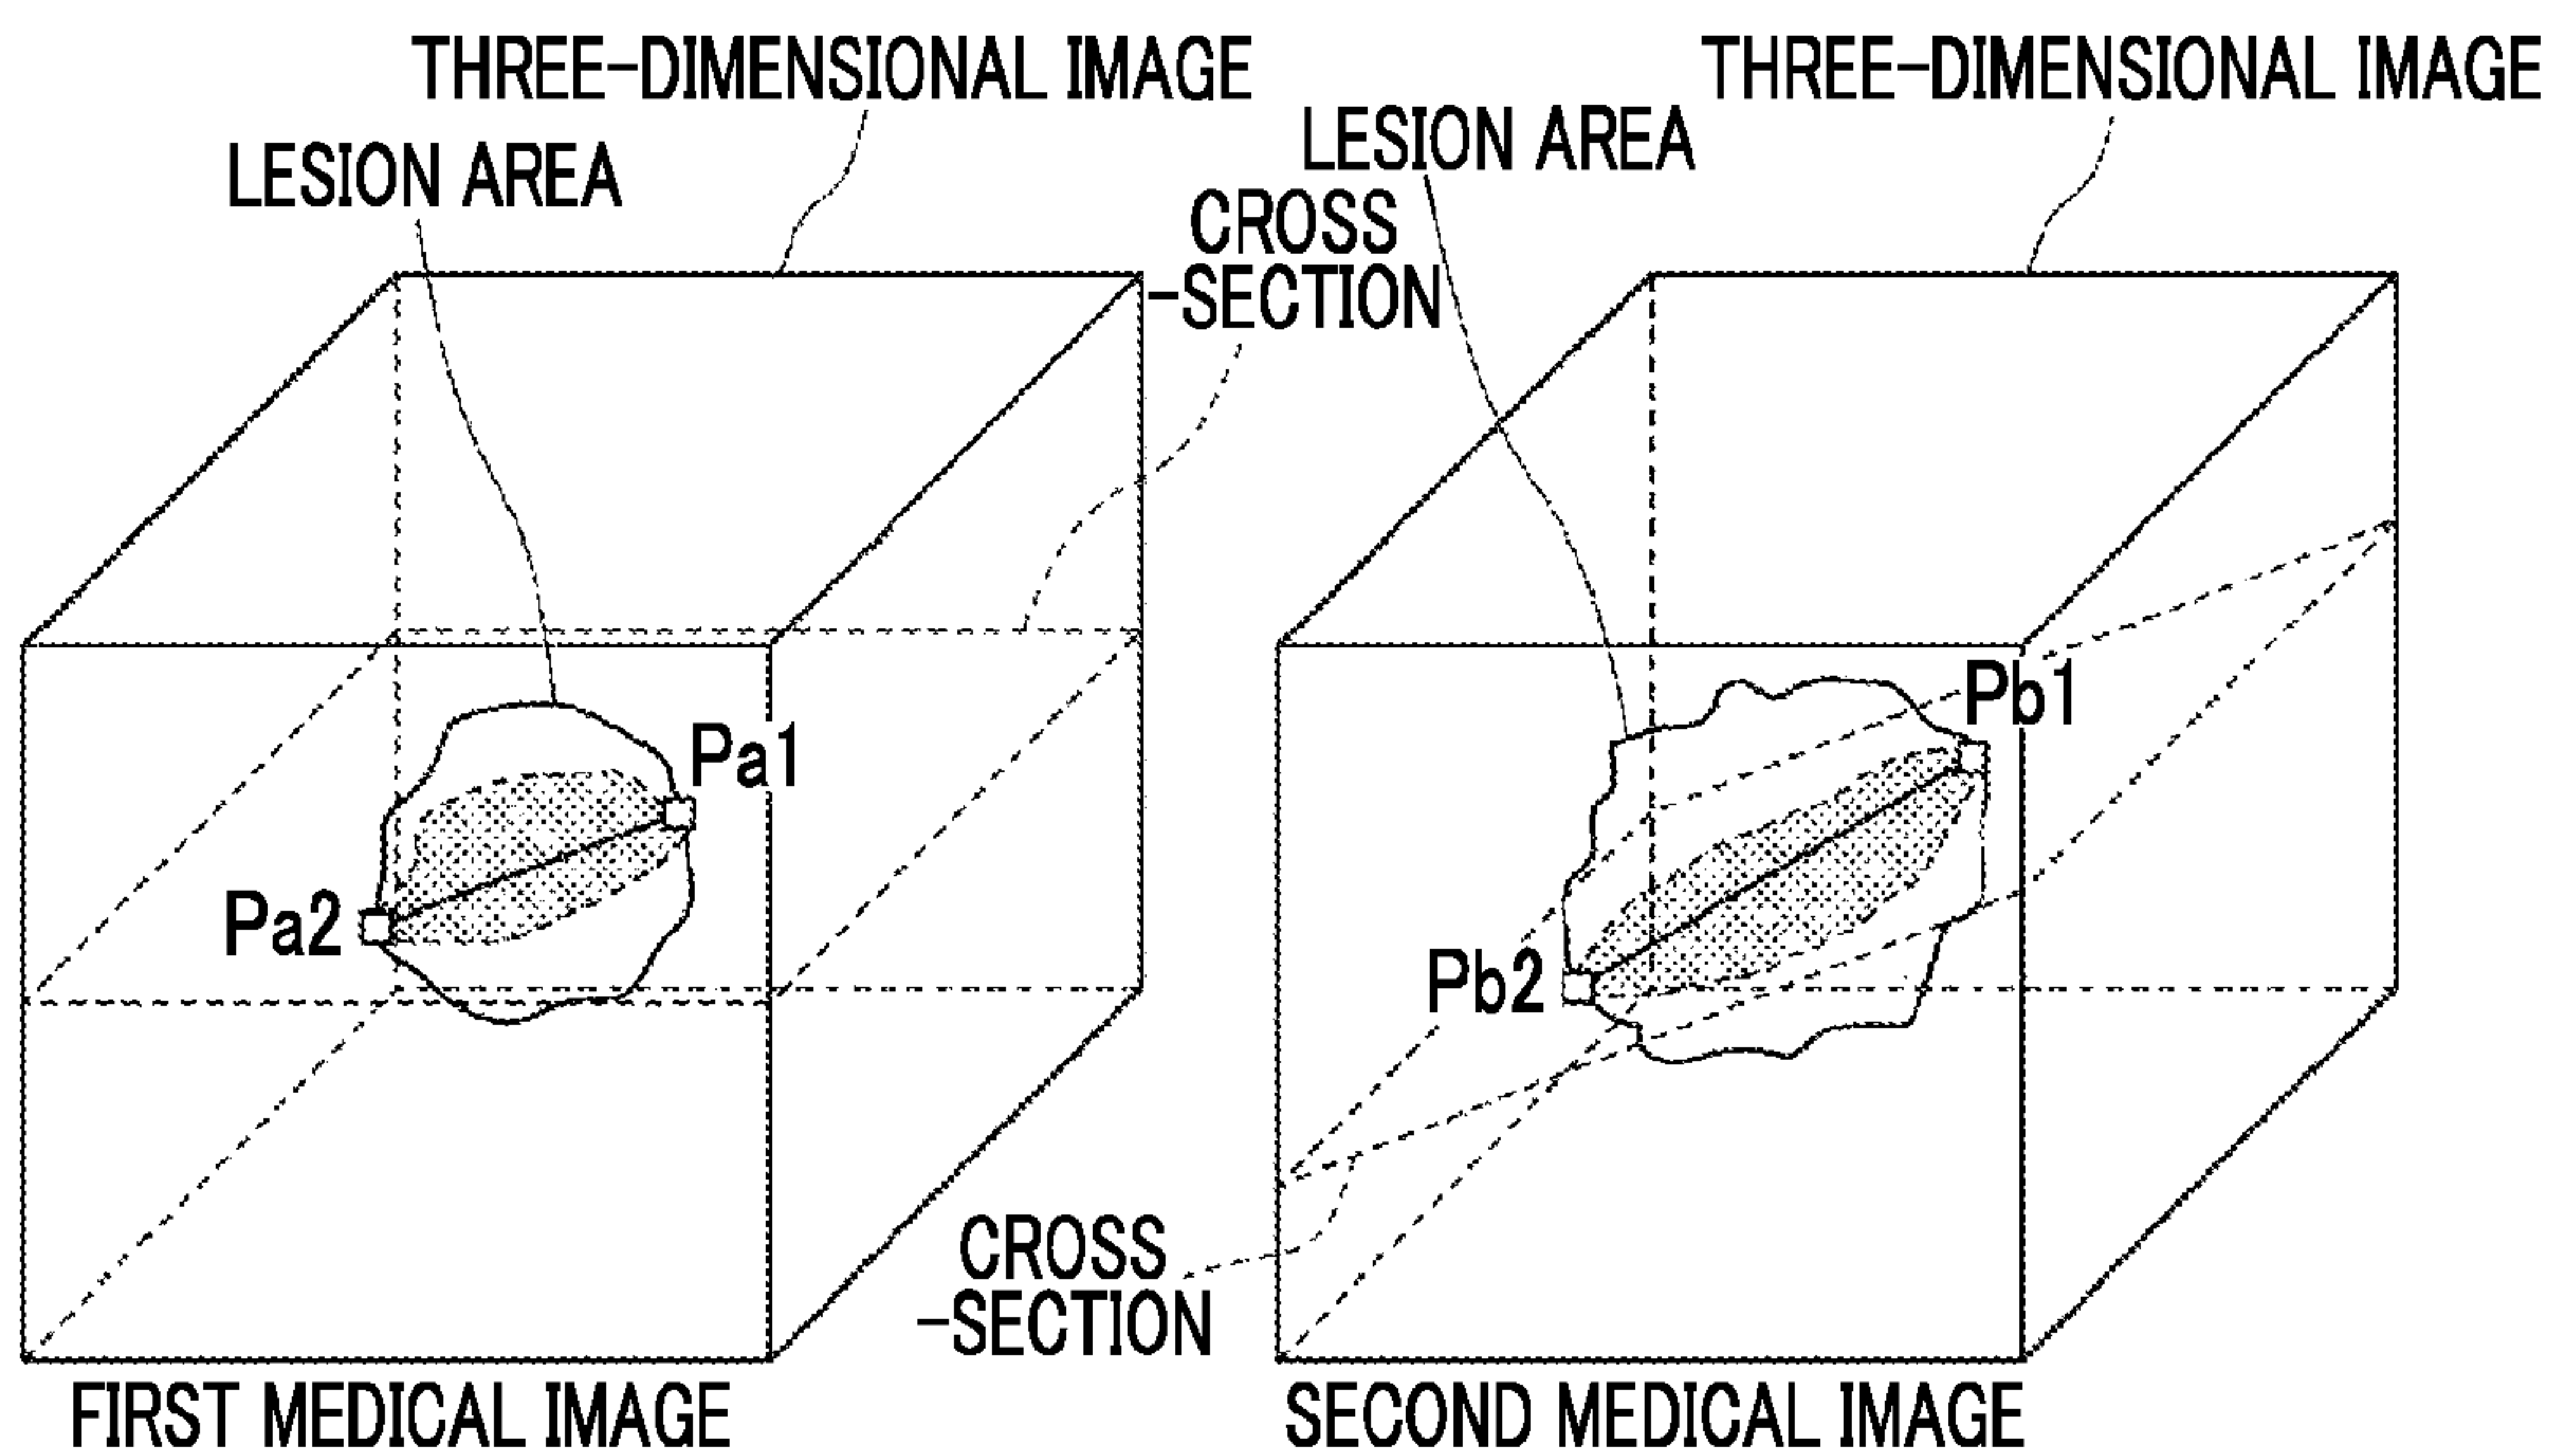 THREE-DIMENSIONAL IMAGE
LESION AREA
Pa1
Pa2
FIRST MEDICAL IMAGE
CROSS
-SECTION
THREE-DIMENSIONAL IMAGE
LESION AREA
Pb1
Pb2
CROSS
-SECTION
SECOND MEDICAL IMAGE